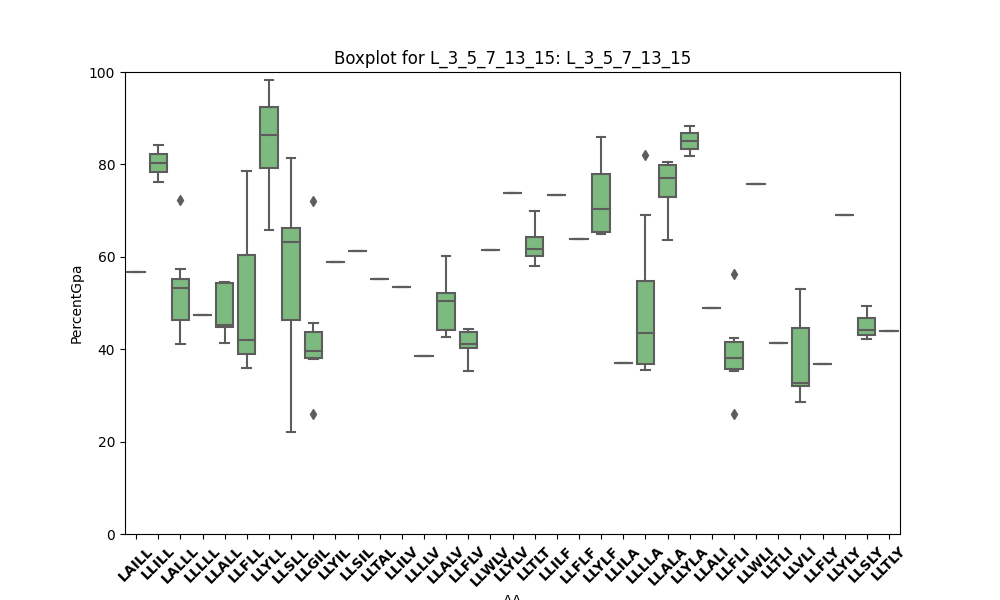 Boxplot for L_3_5_7_13_15: L_3_5_7_13_15
100
80
60
40
20
0
PercentGpa
LAILL LLILL LALLL LLLLL LLALL LLFLL LLYLL LLSLL LLGIL LLYIL LLSIL LLTAL LLILV LLLLV LLALV LLFLV LLWLV LLYLV LLTLT LLILF LLFLF LLYLF LLILA LLLLA LLALA LLYLA LLALI LLFLI LLWLI LLTLI LLVLI LLFLY LLYLY LLSLY LLTLY
AA